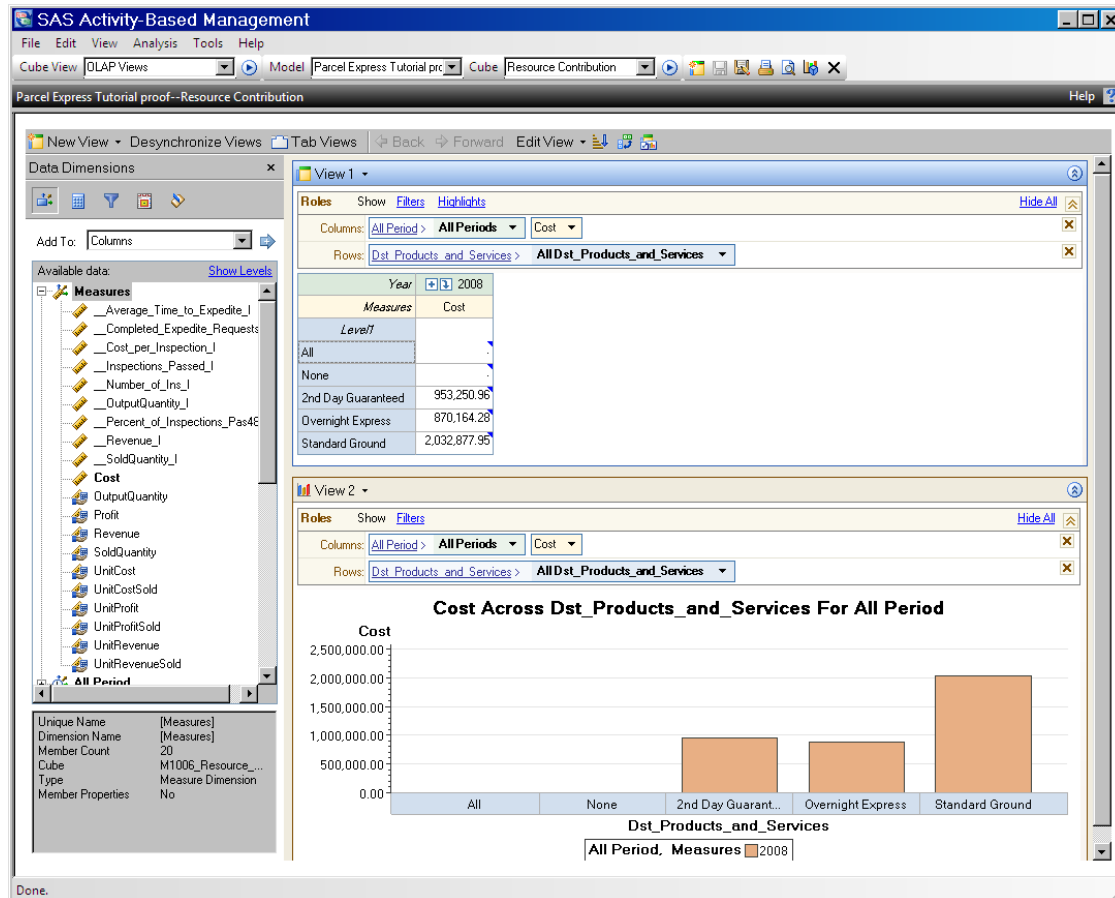 SAS Activity-Based Management
File Edit View Analysis Tools Help
Cube View OLAP Views Model Parcel Express Tutorial prc Cube Resource Contribution
Parcel Express Tutorial proof--Resource Contribution Help ?
New View Desynchronize Views Tab Views Back Forward Edit View
Data Dimensions
Add To: Columns
Available data: Show Levels
Measures
__Average_Time_to_Expedite_I
__Completed_Expedite_Requests
__Cost_per_Inspection_I
__Inspections_Passed_I
__Number_of_Ins_I
__OutputQuantity_I
__Percent_of_Inspections_Pas48
__Revenue_I
__SoldQuantity_I
Cost
OutputQuantity
Profit
Revenue
SoldQuantity
UnitCost
UnitCostSold
UnitProfit
UnitProfitSold
UnitRevenue
UnitRevenueSold
All Period
Unique Name [Measures]
Dimension Name [Measures]
Member Count 20
Cube M1006_Resource_...
Type Measure Dimension
Member Properties No
View 1
Roles Show Filters Highlights Hide All
Columns: All Period > All Periods Cost
Rows: Dst_Products_and_Services > All Dst_Products_and_Services
Year 2008
Measures Cost
Level1
All .
None .
2nd Day Guaranteed 953,250.96
Overnight Express 870,164.28
Standard Ground 2,032,877.95
View 2
Roles Show Filters Hide All
Columns: All Period > All Periods Cost
Rows: Dst_Products_and_Services > All Dst_Products_and_Services
Cost Across Dst_Products_and_Services For All Period
Cost
2,500,000.00
2,000,000.00
1,500,000.00
1,000,000.00
500,000.00
0.00
All None 2nd Day Guarant... Overnight Express Standard Ground
Dst_Products_and_Services
All Period, Measures 2008
Done.